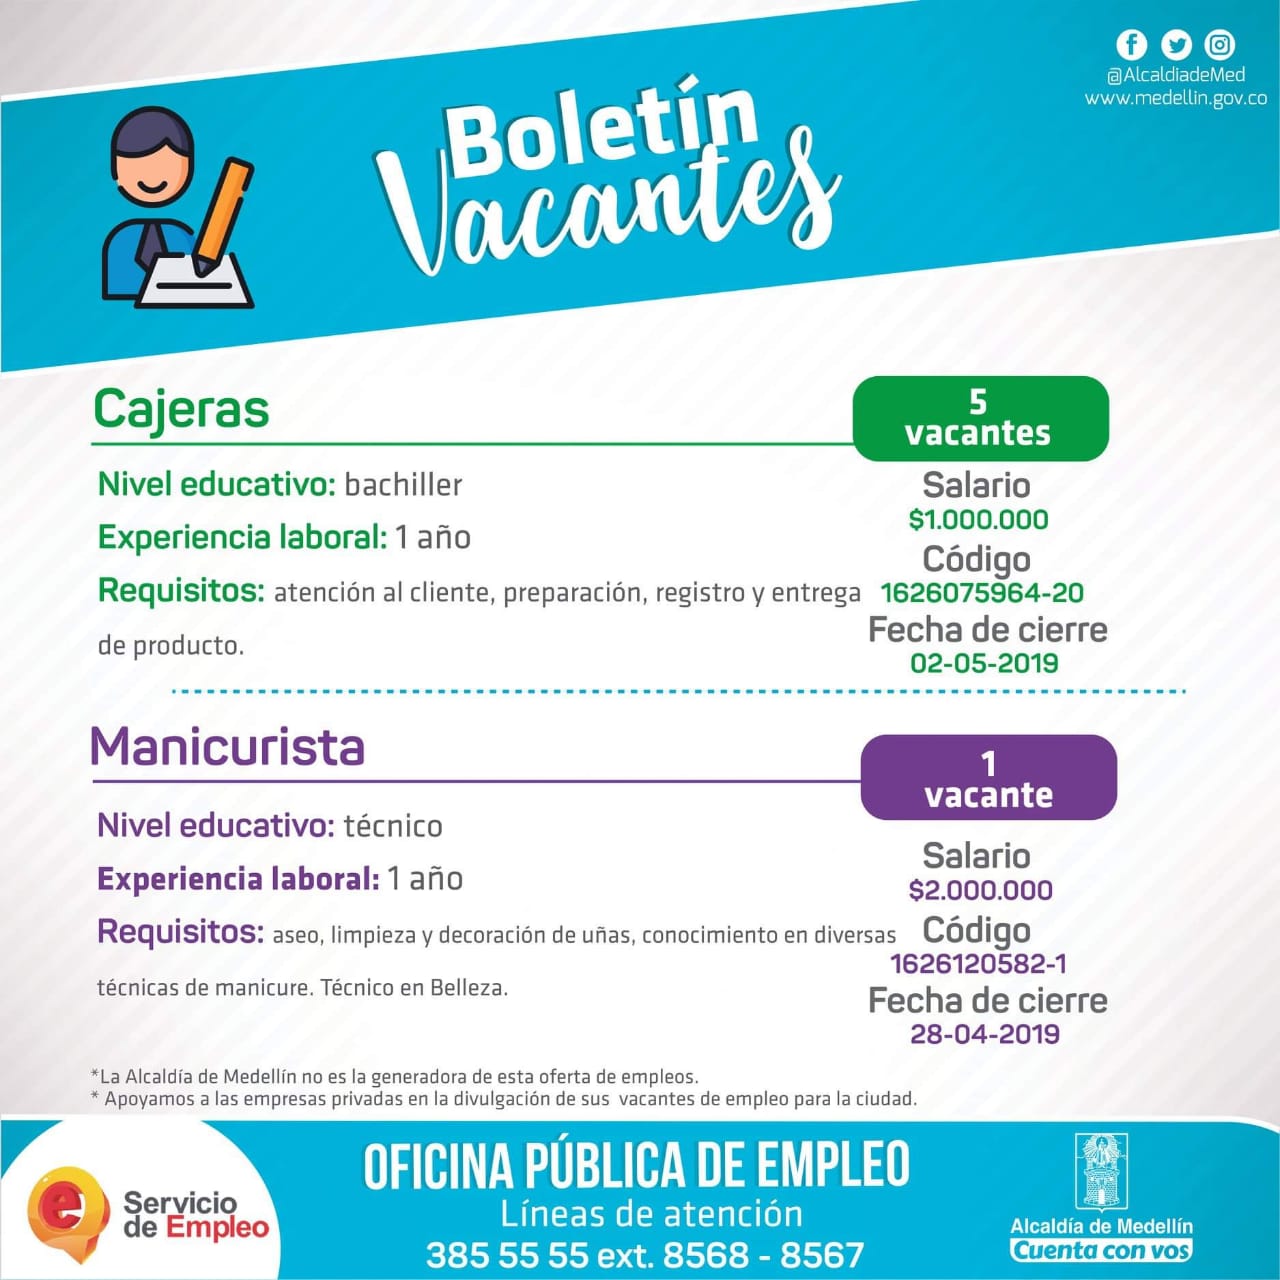 @AlcaldiadeMed
www.medellin.gov.co
Boletín
Vacantes
Cajeras
5
vacantes
Nivel educativo: bachiller
Experiencia laboral: 1 año
Requisitos: atención al cliente, preparación, registro y entrega
de producto.
Salario
$1.000.000
Código
1626075964-20
Fecha de cierre
02-05-2019
Manicurista
1
vacante
Nivel educativo: técnico
Experiencia laboral: 1 año
Requisitos: aseo, limpieza y decoración de uñas, conocimiento en diversas
técnicas de manicure. Técnico en Belleza.
Salario
$2.000.000
Código
1626120582-1
Fecha de cierre
28-04-2019
*La Alcaldía de Medellín no es la generadora de esta oferta de empleos.
* Apoyamos a las empresas privadas en la divulgación de sus vacantes de empleo para la ciudad.
e
Servicio
de Empleo
OFICINA PÚBLICA DE EMPLEO
Líneas de atención
385 55 55 ext. 8568 - 8567
Alcaldía de Medellín
Cuenta con vos